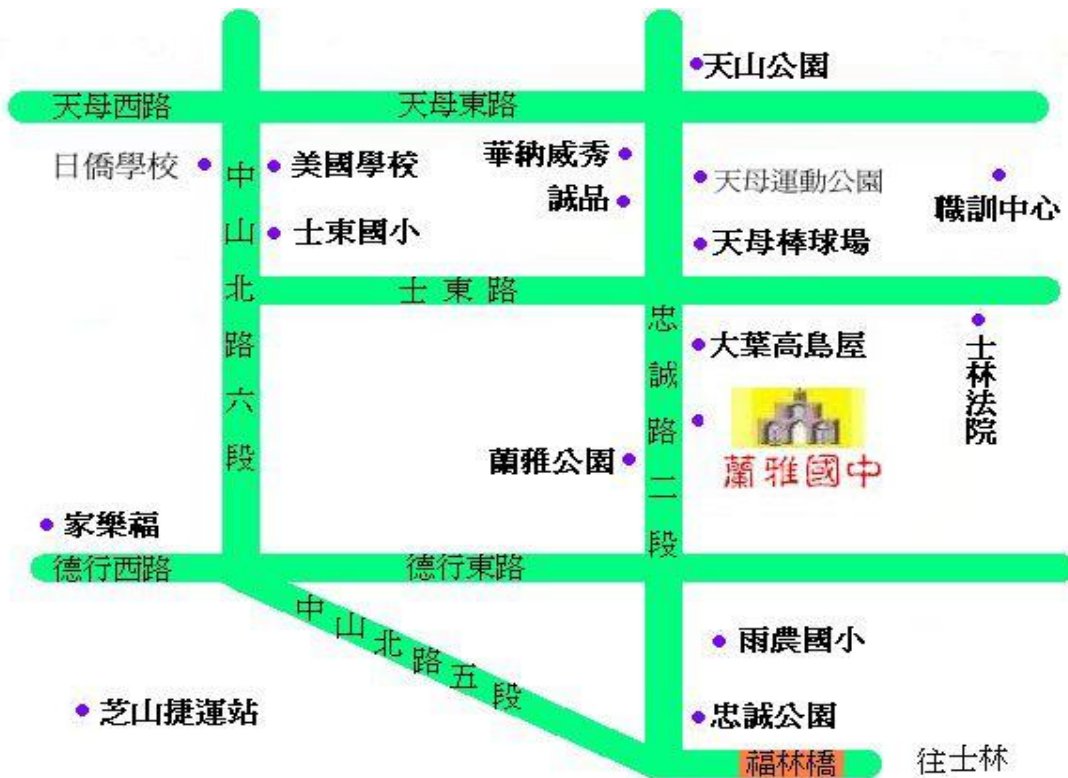 天山公園
天母西路
天母東路
日僑學校
美國學校
華納威秀
誠品
天母運動公園
職訓中心
士東國小
天母棒球場
中山北路六段
士東路
忠誠路二段
大葉高島屋
士林法院
蘭雅國中
蘭雅公園
家樂福
德行西路
德行東路
中山北路五段
雨農國小
芝山捷運站
忠誠公園
福林橋
往士林